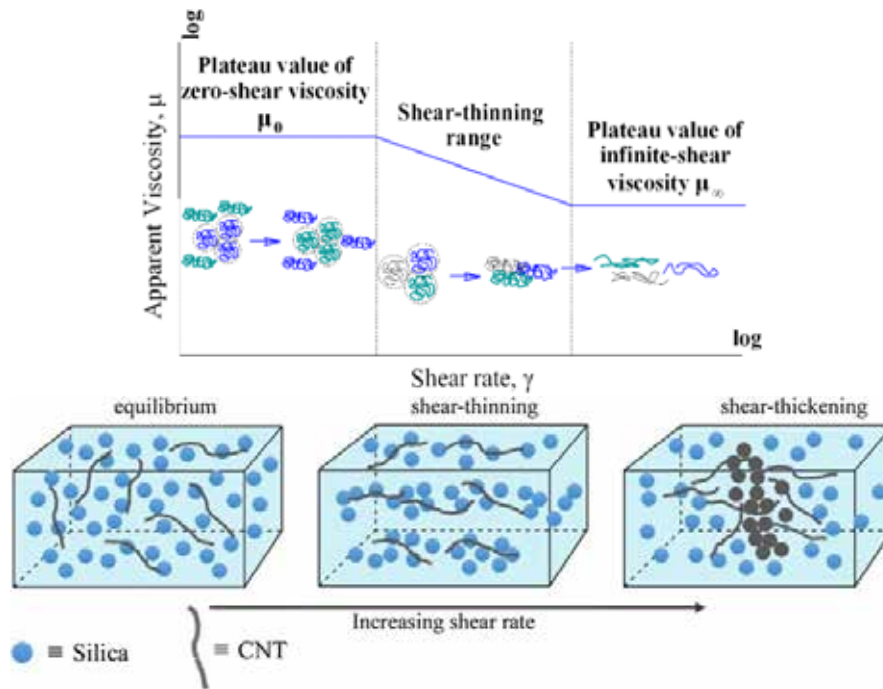 log
Plateau value of
zero-shear viscosity
μ₀
Shear-thinning
range
Plateau value of
infinite-shear
viscosity μ∞
Apparent Viscosity, μ
log
Shear rate, γ
equilibrium
shear-thinning
shear-thickening
Increasing shear rate
≡ Silica
≡ CNT